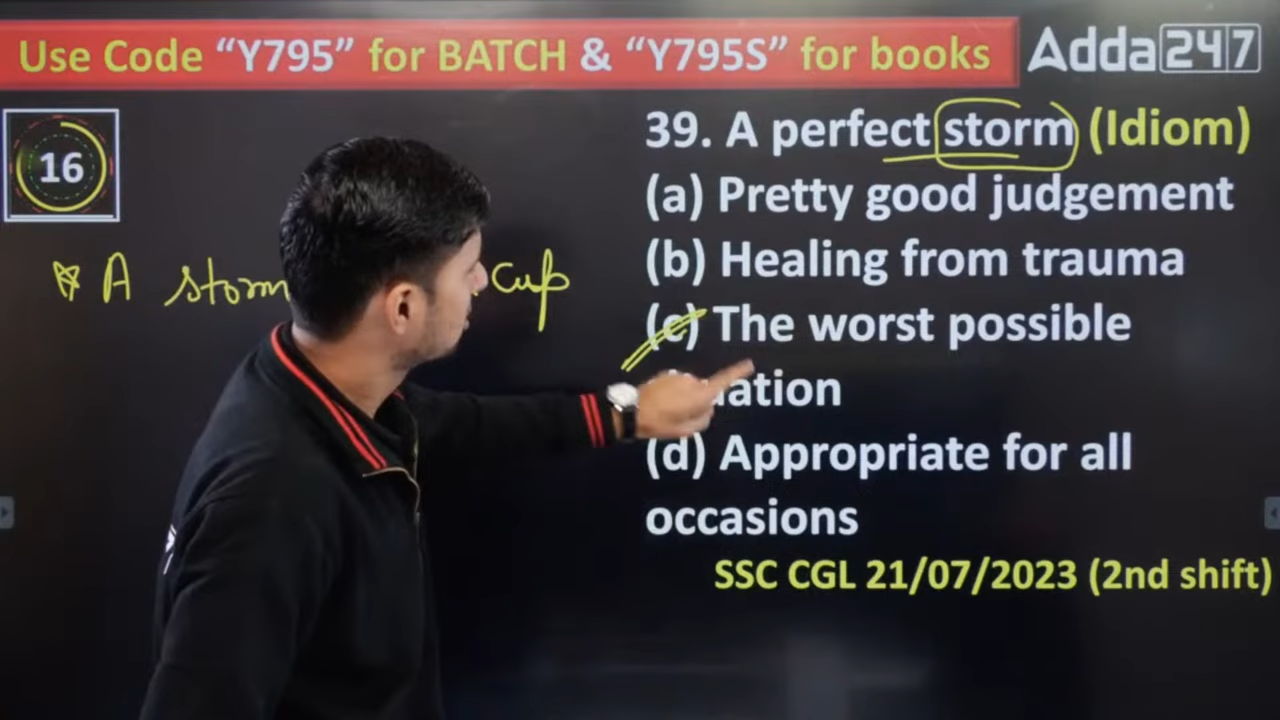 Use Code “Y795” for BATCH & “Y795S” for books
Adda247
16
39. A perfect storm (Idiom)
(a) Pretty good judgement
(b) Healing from trauma
(c) The worst possible
(d) Appropriate for all
occasions
SSC CGL 21/07/2023 (2nd shift)
A storm cup